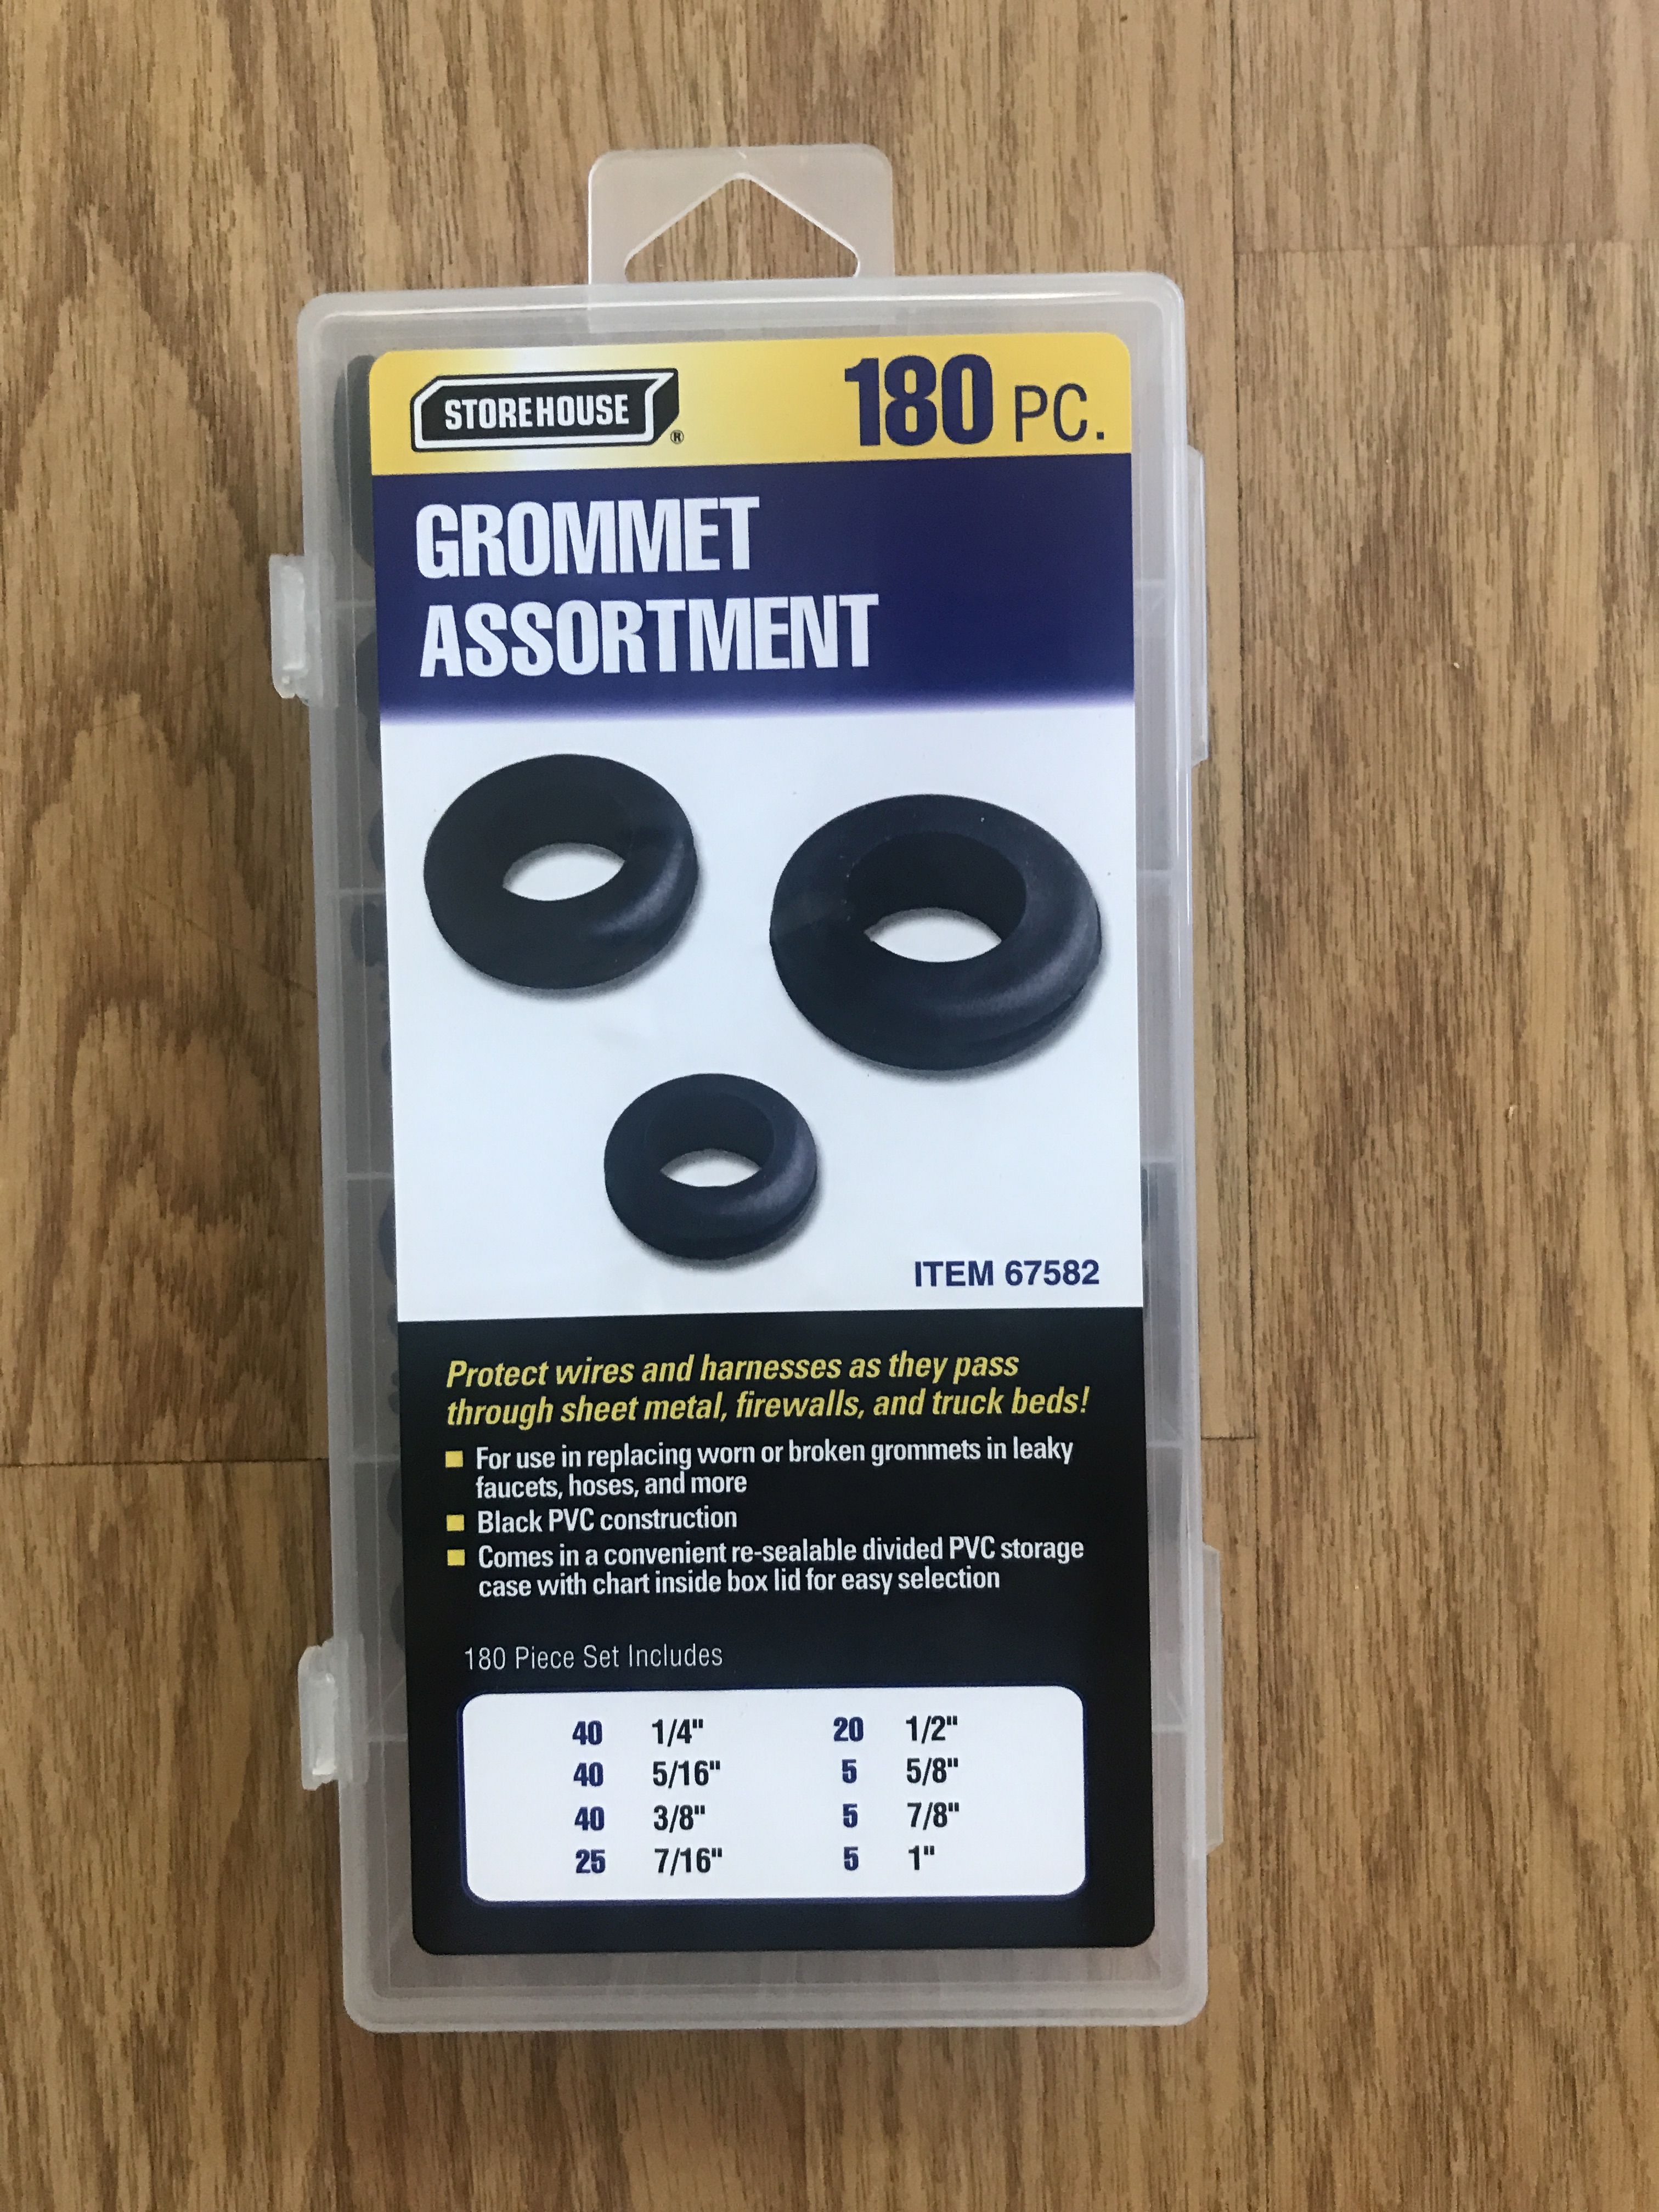 STOREHOUSE ®
180 PC.
GROMMET
ASSORTMENT
ITEM 67582
Protect wires and harnesses as they pass
through sheet metal, firewalls, and truck beds!
For use in replacing worn or broken grommets in leaky
faucets, hoses, and more
Black PVC construction
Comes in a convenient re-sealable divided PVC storage
case with chart inside box lid for easy selection
180 Piece Set Includes
40 1/4" 20 1/2"
40 5/16" 5 5/8"
40 3/8" 5 7/8"
25 7/16" 5 1"